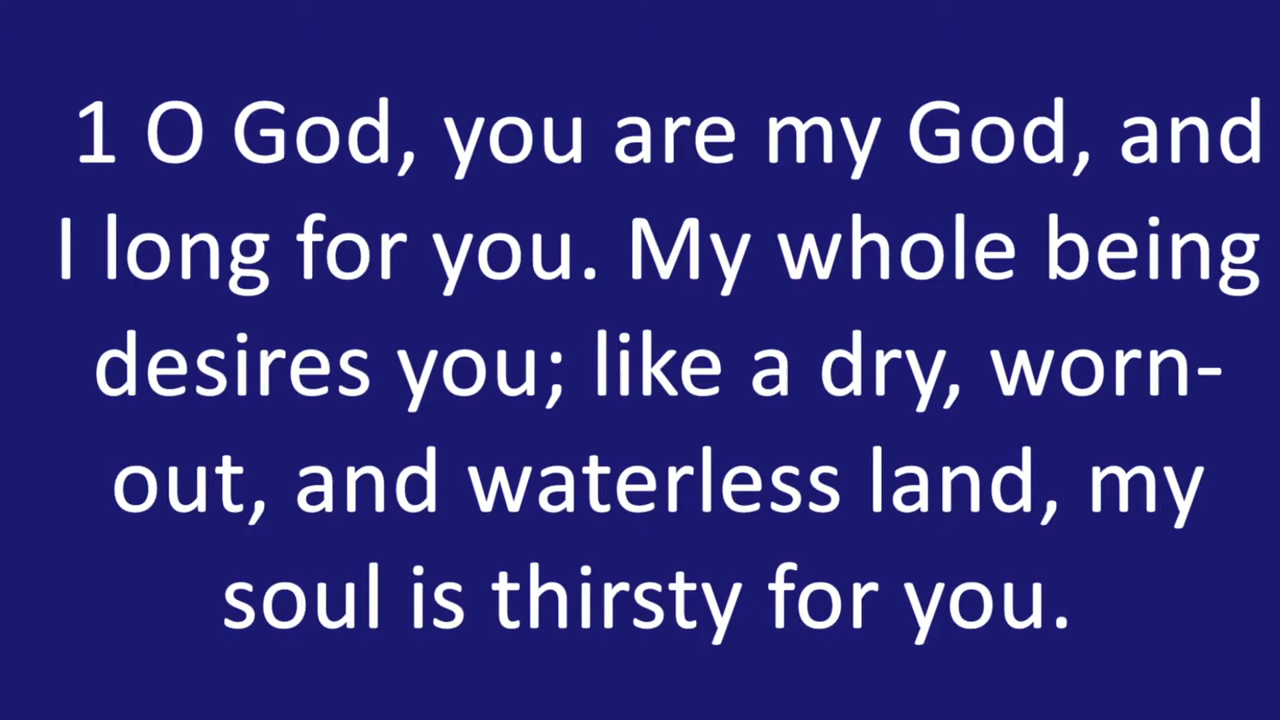 1 O God, you are my God, and
I long for you. My whole being
desires you; like a dry, worn-
out, and waterless land, my
soul is thirsty for you.